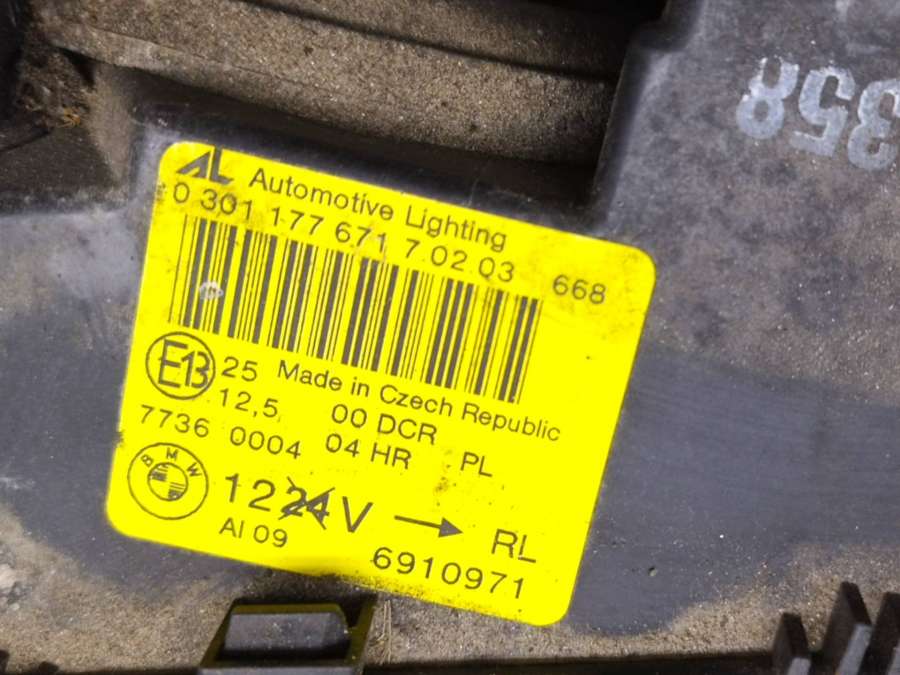 AL Automotive Lighting
0 301 177 671 7.02.03 668
E13 25 Made in Czech Republic
12,5 00 DCR
7736 0004 04 HR PL
BMW 1224V → RL
Al 09 6910971
358